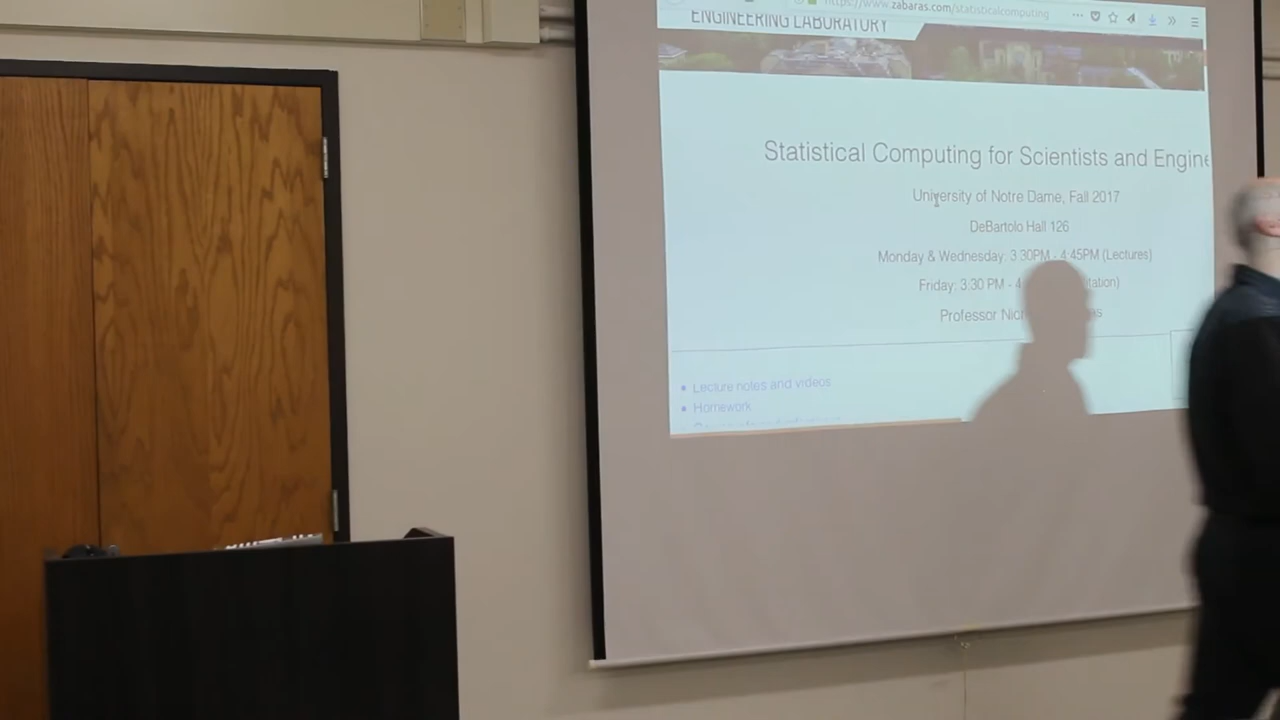 https://www.zabaras.com/statisticalcomputing
ENGINEERING LABORATORY
Statistical Computing for Scientists and Engine
University of Notre Dame, Fall 2017
DeBartolo Hall 126
Monday & Wednesday: 3:30PM - 4:45PM (Lectures)
Friday: 3:30 PM - 4
Professor
Lecture notes and videos
Homework